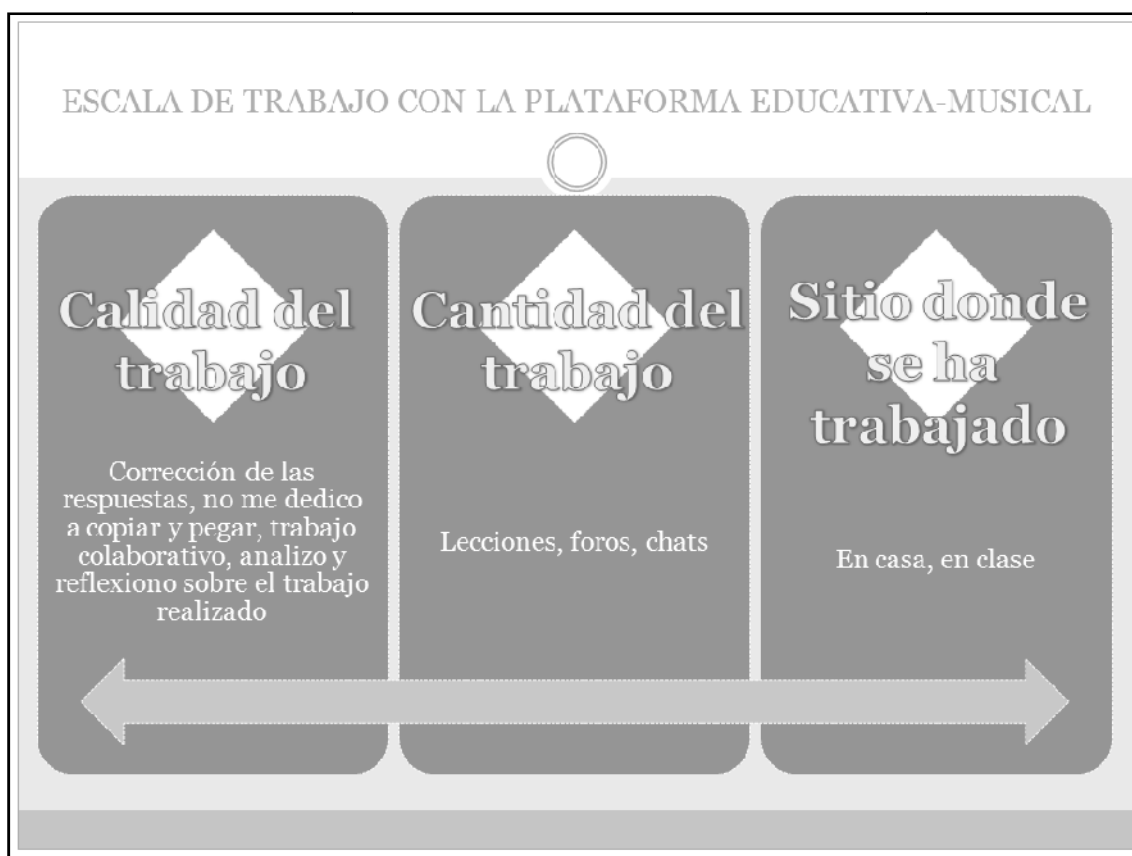 ESCALA DE TRABAJO CON LA PLATAFORMA EDUCATIVA-MUSICAL
Calidad del
trabajo
Corrección de las
respuestas, no me dedico
a copiar y pegar, trabajo
colaborativo, analizo y
reflexiono sobre el trabajo
realizado
Cantidad del
trabajo
Lecciones, foros, chats
Sitio donde
se ha
trabajado
En casa, en clase